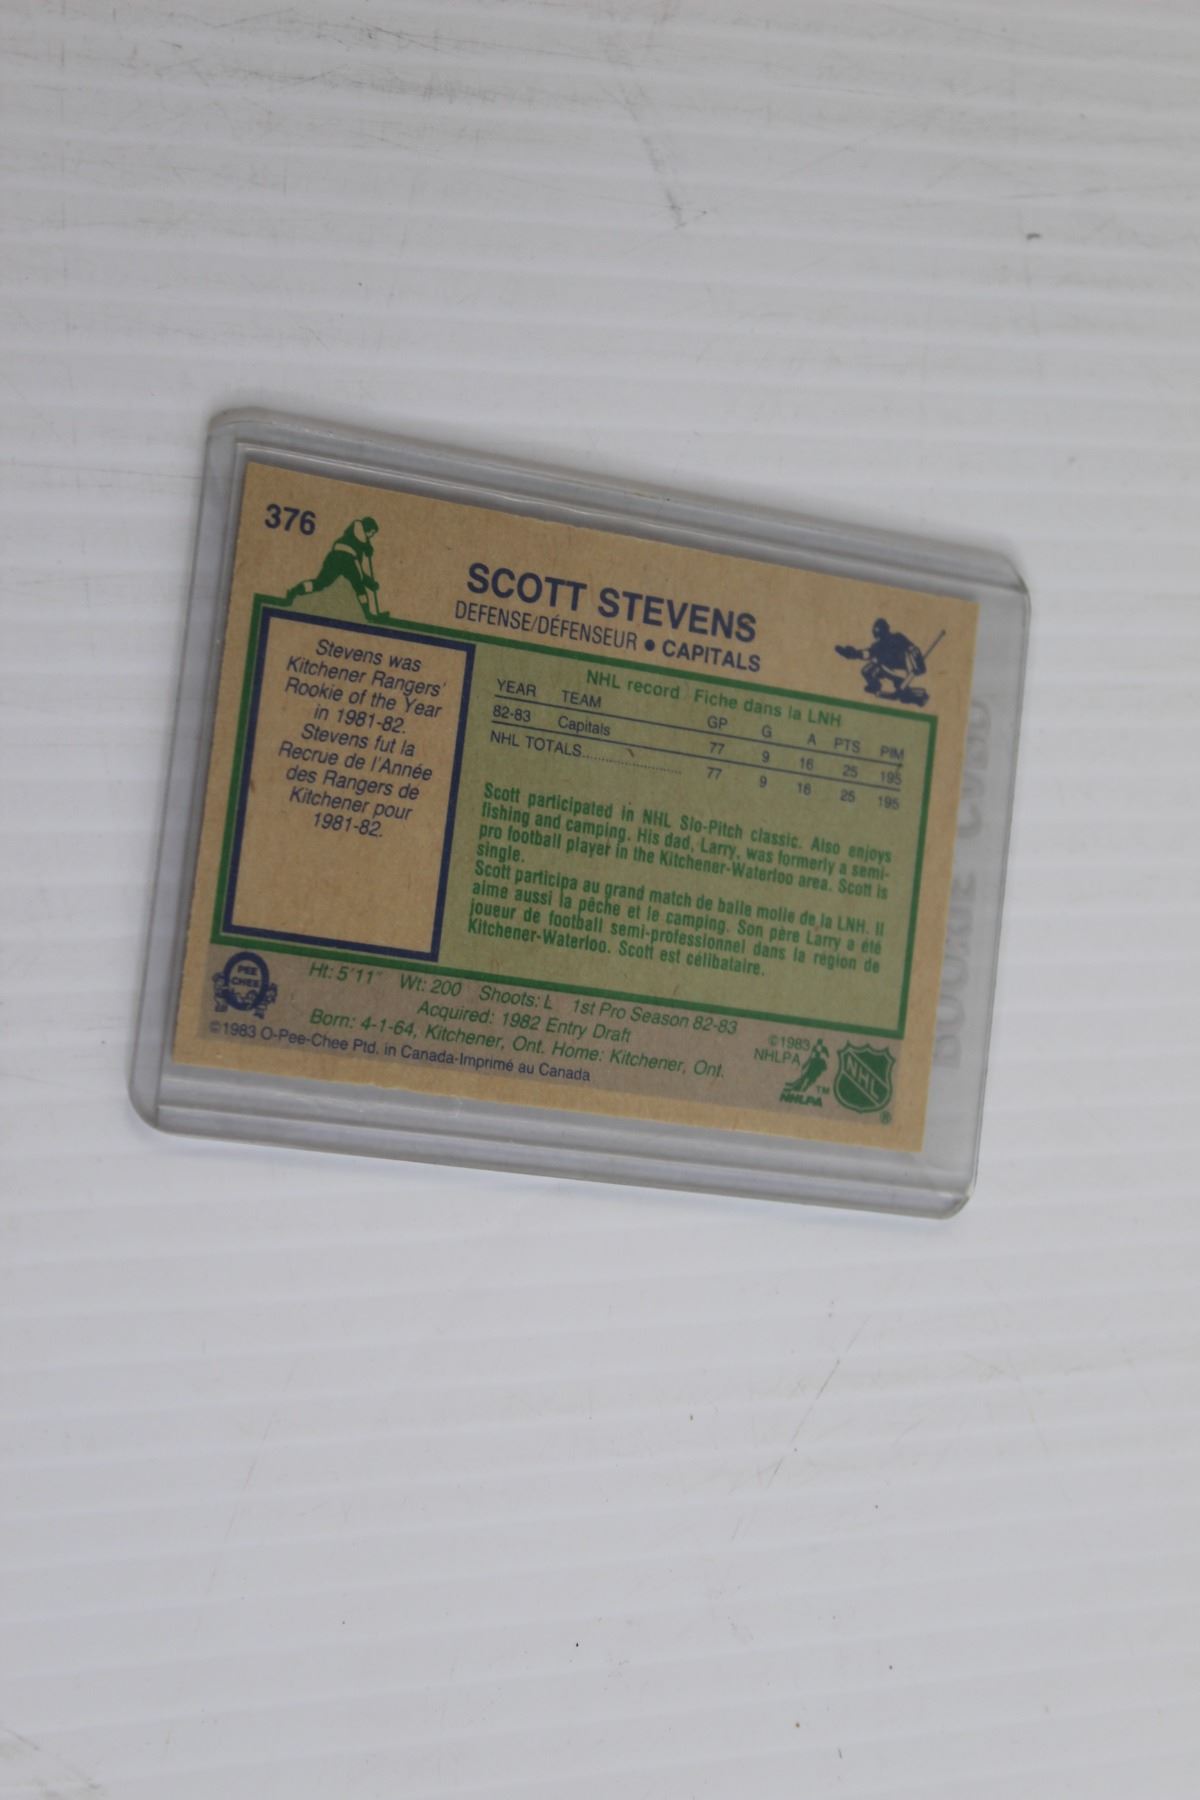 376
SCOTT STEVENS
DEFENSE/DÉFENSEUR • CAPITALS
Stevens was
Kitchener Rangers'
Rookie of the Year
in 1981-82.
Stevens fut la
Recrue de l'Année
des Rangers de
Kitchener pour
1981-82.
NHL record Fiche dans la LNH
YEAR TEAM GP G A PTS PIM
82-83 Capitals 77 9 16 25 195
NHL TOTALS.................... 77 9 16 25 195
Scott participated in NHL Slo-Pitch classic. Also enjoys
fishing and camping. His dad, Larry, was formerly a semi-
pro football player in the Kitchener-Waterloo area. Scott is
single.
Scott participa au grand match de balle molle de la LNH. Il
aime aussi la pêche et le camping. Son père Larry a été
joueur de football semi-professionnel dans la région de
Kitchener-Waterloo. Scott est célibataire.
PEE
CHEE
Ht: 5'11" Wt: 200 Shoots: L 1st Pro Season 82-83
Acquired: 1982 Entry Draft
Born: 4-1-64, Kitchener, Ont. Home: Kitchener, Ont.
©1983 O-Pee-Chee Ptd. in Canada-Imprimé au Canada
©1983
NHLPA
TM
NHLPA
NHL
®
ROOKIE CARD